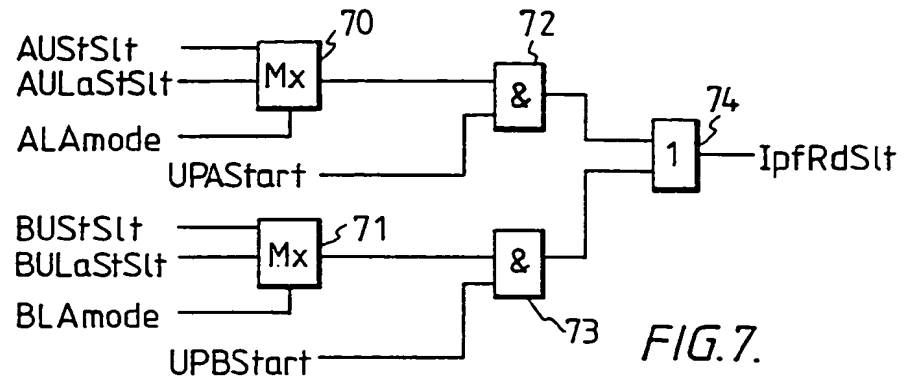 AUStSlt
AULaStSlt
ALAmode
UPAStart
Mx
70
&
72
1
74
IpfRdSlt
BUStSlt
BULaStSlt
BLAmode
UPBStart
Mx
71
&
73
FIG.7.